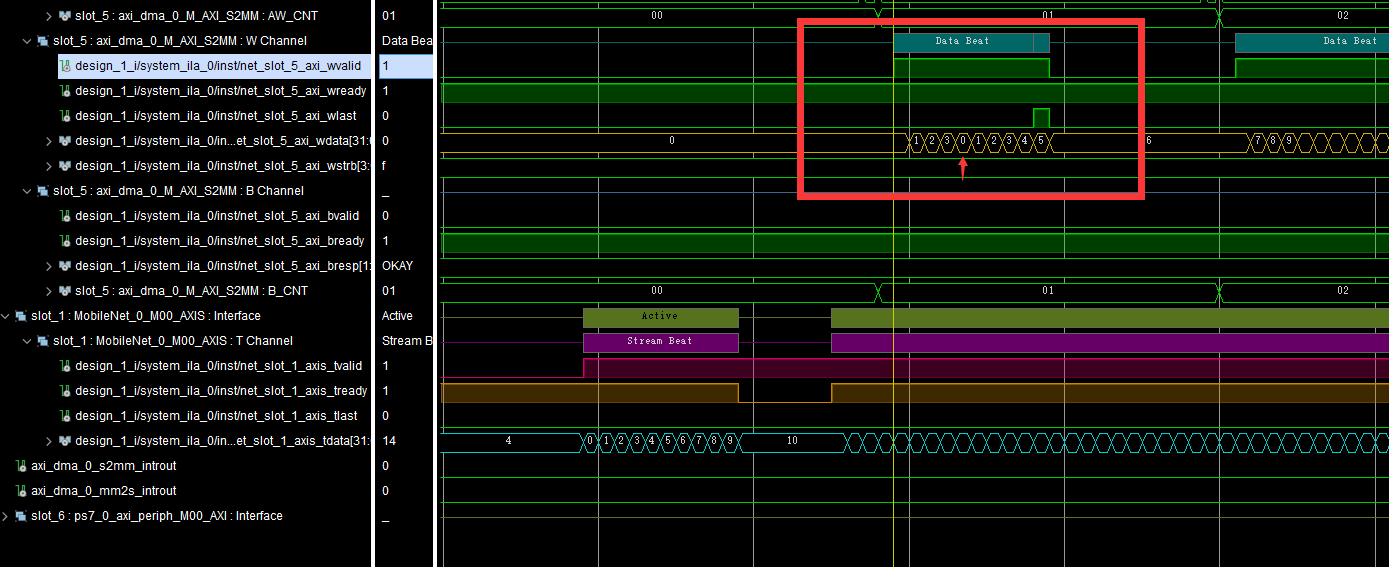 slot_5 : axi_dma_0_M_AXI_S2MM : AW_CNT 01 00 01 02
slot_5 : axi_dma_0_M_AXI_S2MM : W Channel Data Bea Data Beat Data Beat
design_1_i/system_ila_0/inst/net_slot_5_axi_wvalid 1
design_1_i/system_ila_0/inst/net_slot_5_axi_wready 1
design_1_i/system_ila_0/inst/net_slot_5_axi_wlast 0
design_1_i/system_ila_0/in...et_slot_5_axi_wdata[31: 0 0 1 2 3 0 1 2 3 4 5 6 7 8 9
design_1_i/system_ila_0/inst/net_slot_5_axi_wstrb[3: f
slot_5 : axi_dma_0_M_AXI_S2MM : B Channel _
design_1_i/system_ila_0/inst/net_slot_5_axi_bvalid 0
design_1_i/system_ila_0/inst/net_slot_5_axi_bready 1
design_1_i/system_ila_0/inst/net_slot_5_axi_bresp[1: OKAY
slot_5 : axi_dma_0_M_AXI_S2MM : B_CNT 01 00 01 02
slot_1 : MobileNet_0_M00_AXIS : Interface Active Active
slot_1 : MobileNet_0_M00_AXIS : T Channel Stream B Stream Beat
design_1_i/system_ila_0/inst/net_slot_1_axis_tvalid 1
design_1_i/system_ila_0/inst/net_slot_1_axis_tready 1
design_1_i/system_ila_0/inst/net_slot_1_axis_tlast 0
design_1_i/system_ila_0/in...et_slot_1_axis_tdata[31: 14 4 0 1 2 3 4 5 6 7 8 9 10
axi_dma_0_s2mm_introut 0
axi_dma_0_mm2s_introut 0
slot_6 : ps7_0_axi_periph_M00_AXI : Interface _